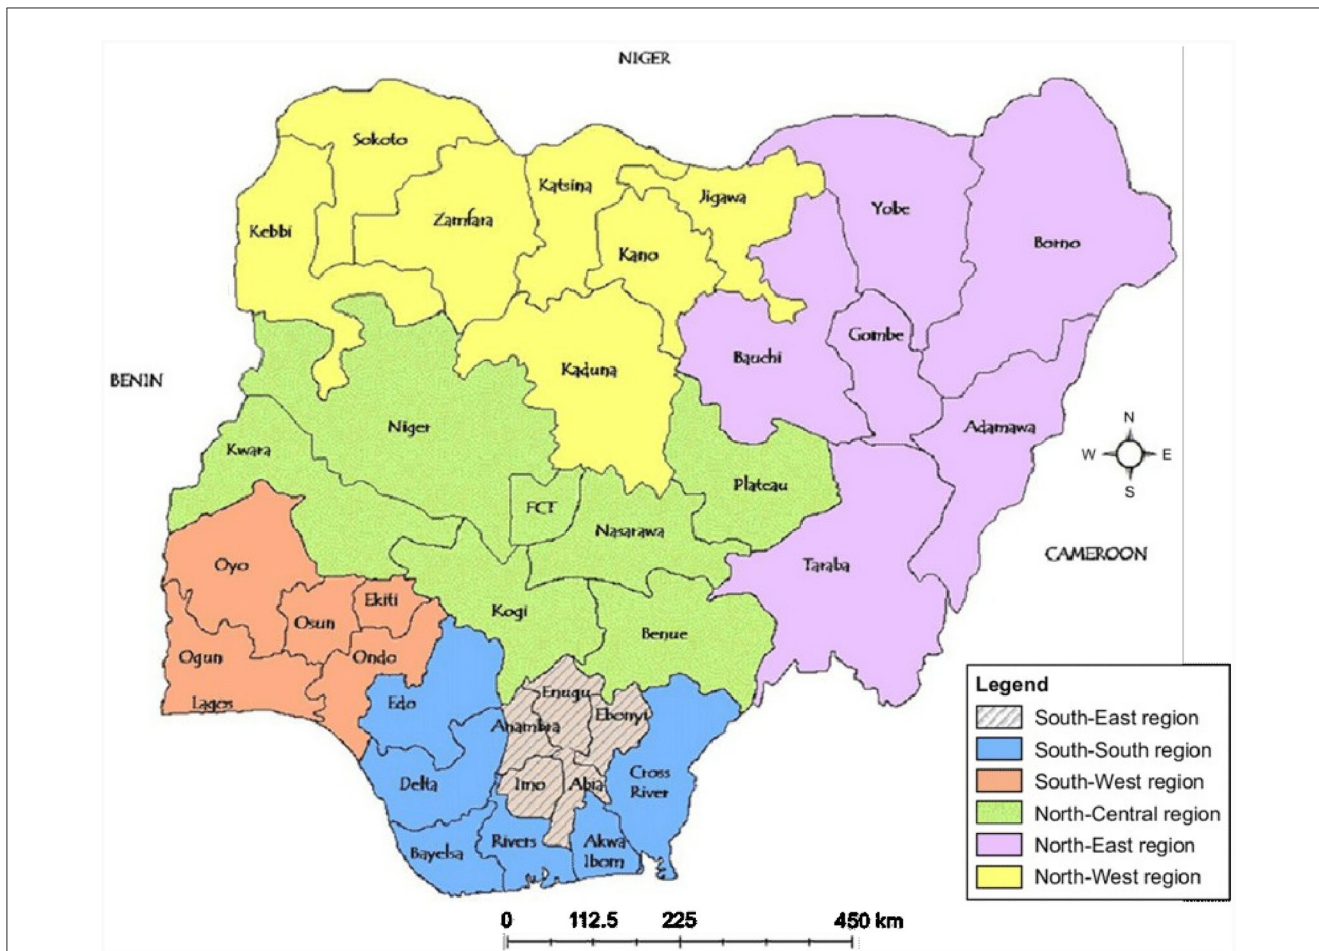 NIGER
Sokoto
Katsina
Jigawa
Yobe
Zamfara
Kebbi
Kano
Borno
Gombe
Bauchi
Kaduna
BENIN
Niger
Adamawa
N
W E
S
Kwara
Plateau
FCT
Nasarawa
CAMEROON
Oyo
Taraba
Ekiti
Osun
Kogi
Benue
Ogun
Ondo
Lagos
Edo
Enugu
Anambra
Ebonyi
Delta
Imo
Abia
Cross
River
Bayelsa
Rivers
Akwa
Ibom
Legend
South-East region
South-South region
South-West region
North-Central region
North-East region
North-West region
0 112.5 225 450 km